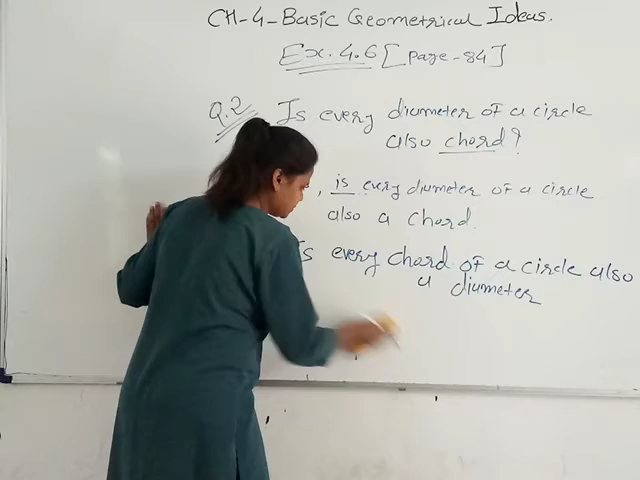 CH-4-Basic Geometrical Ideas.
Ex. 4.6 [page-84]
Q.2 Is every diameter of a circle
also chord?
, is every diameter of a circle
also a chord.
Is every chord of a circle also
a diameter